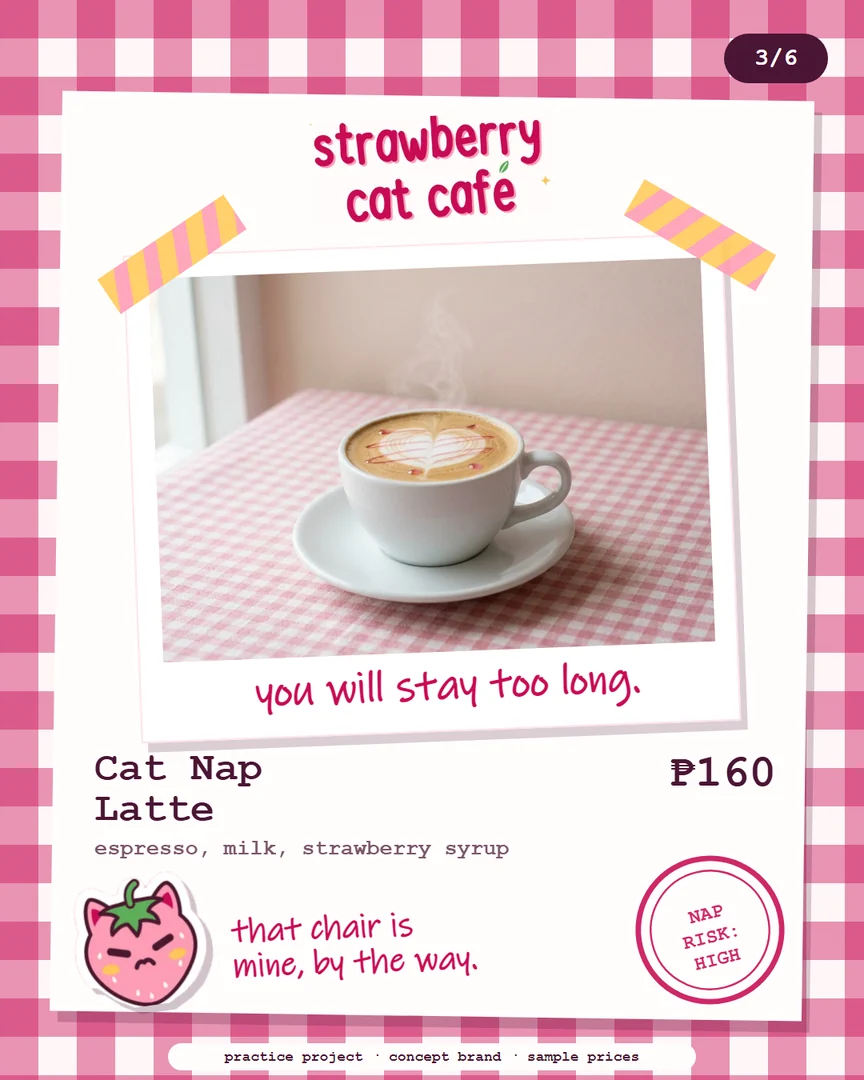 3/6
strawberry
cat café
you will stay too long.
Cat Nap
Latte
₱160
espresso, milk, strawberry syrup
that chair is
mine, by the way.
NAP
RISK:
HIGH
practice project · concept brand · sample prices